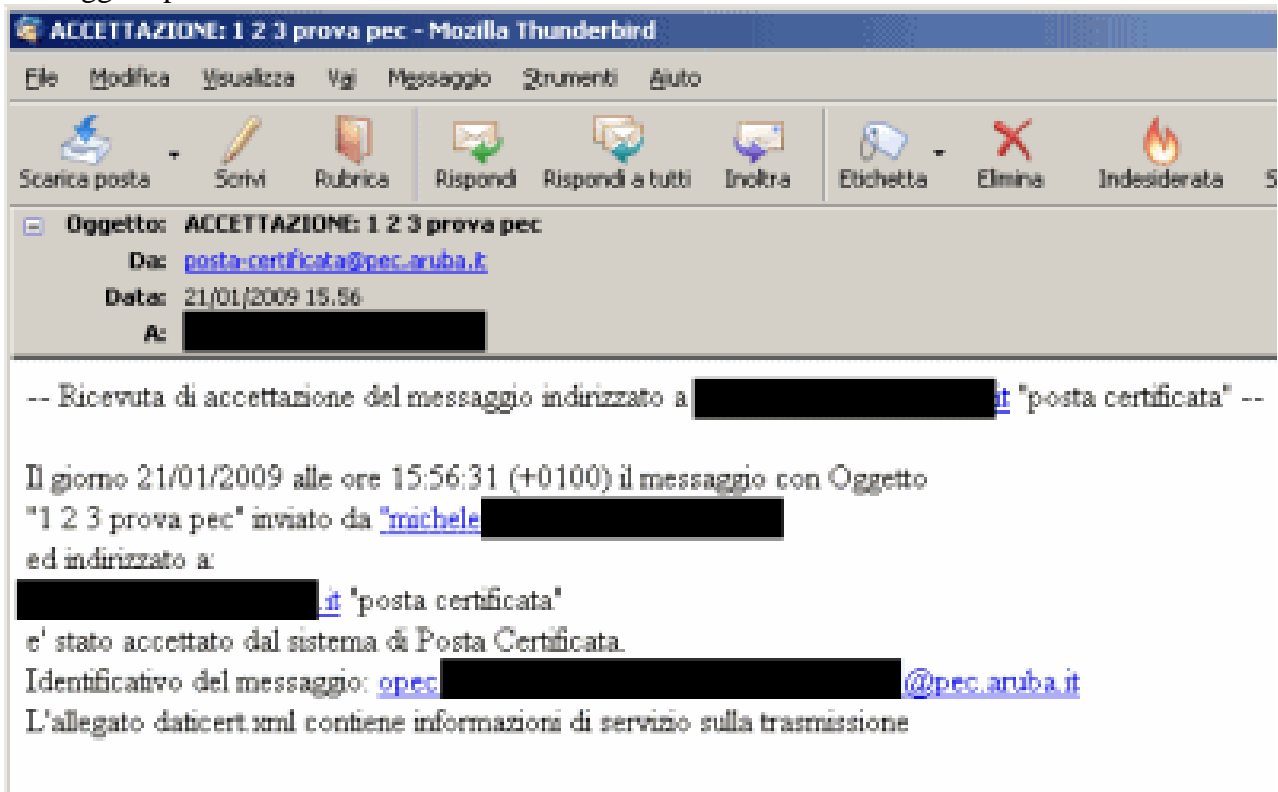 ACCETTAZIONE: 1 2 3 prova pec - Mozilla Thunderbird
File Modifica Visualizza Vai Messaggio Strumenti Aiuto
Scarica posta Scrivi Rubrica Rispondi Rispondi a tutti Inoltra Etichetta Elimina Indesiderata
Oggetto: ACCETTAZIONE: 1 2 3 prova pec
Da: posta-certificata@pec.aruba.it
Data: 21/01/2009 15.56
A:
-- Ricevuta di accettazione del messaggio indirizzato a it "posta certificata" --
Il giorno 21/01/2009 alle ore 15:56:31 (+0100) il messaggio con Oggetto
"1 2 3 prova pec" inviato da "michele
ed indirizzato a:
.it "posta certificata"
e' stato accettato dal sistema di Posta Certificata.
Identificativo del messaggio: opec @pec.aruba.it
L'allegato daticert.xml contiene informazioni di servizio sulla trasmissione